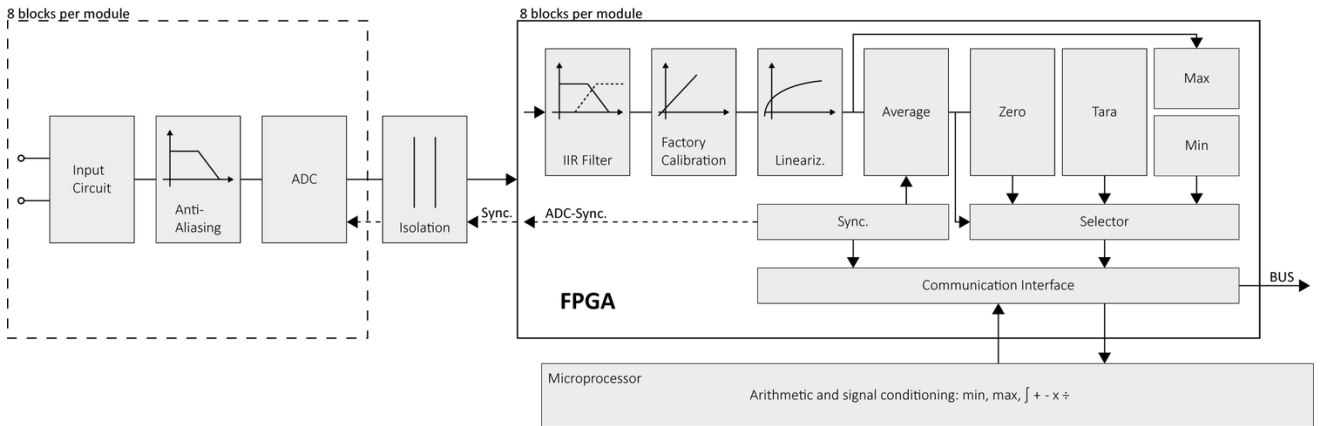 8 blocks per module
8 blocks per module
Input
Circuit
Anti-
Aliasing
ADC
Isolation
Sync.
ADC-Sync.
IIR Filter
Factory
Calibration
Lineariz.
Average
Zero
Tara
Max
Min
Sync.
Selector
Communication Interface
BUS
FPGA
Microprocessor
Arithmetic and signal conditioning: min, max, ∫ + - x ÷